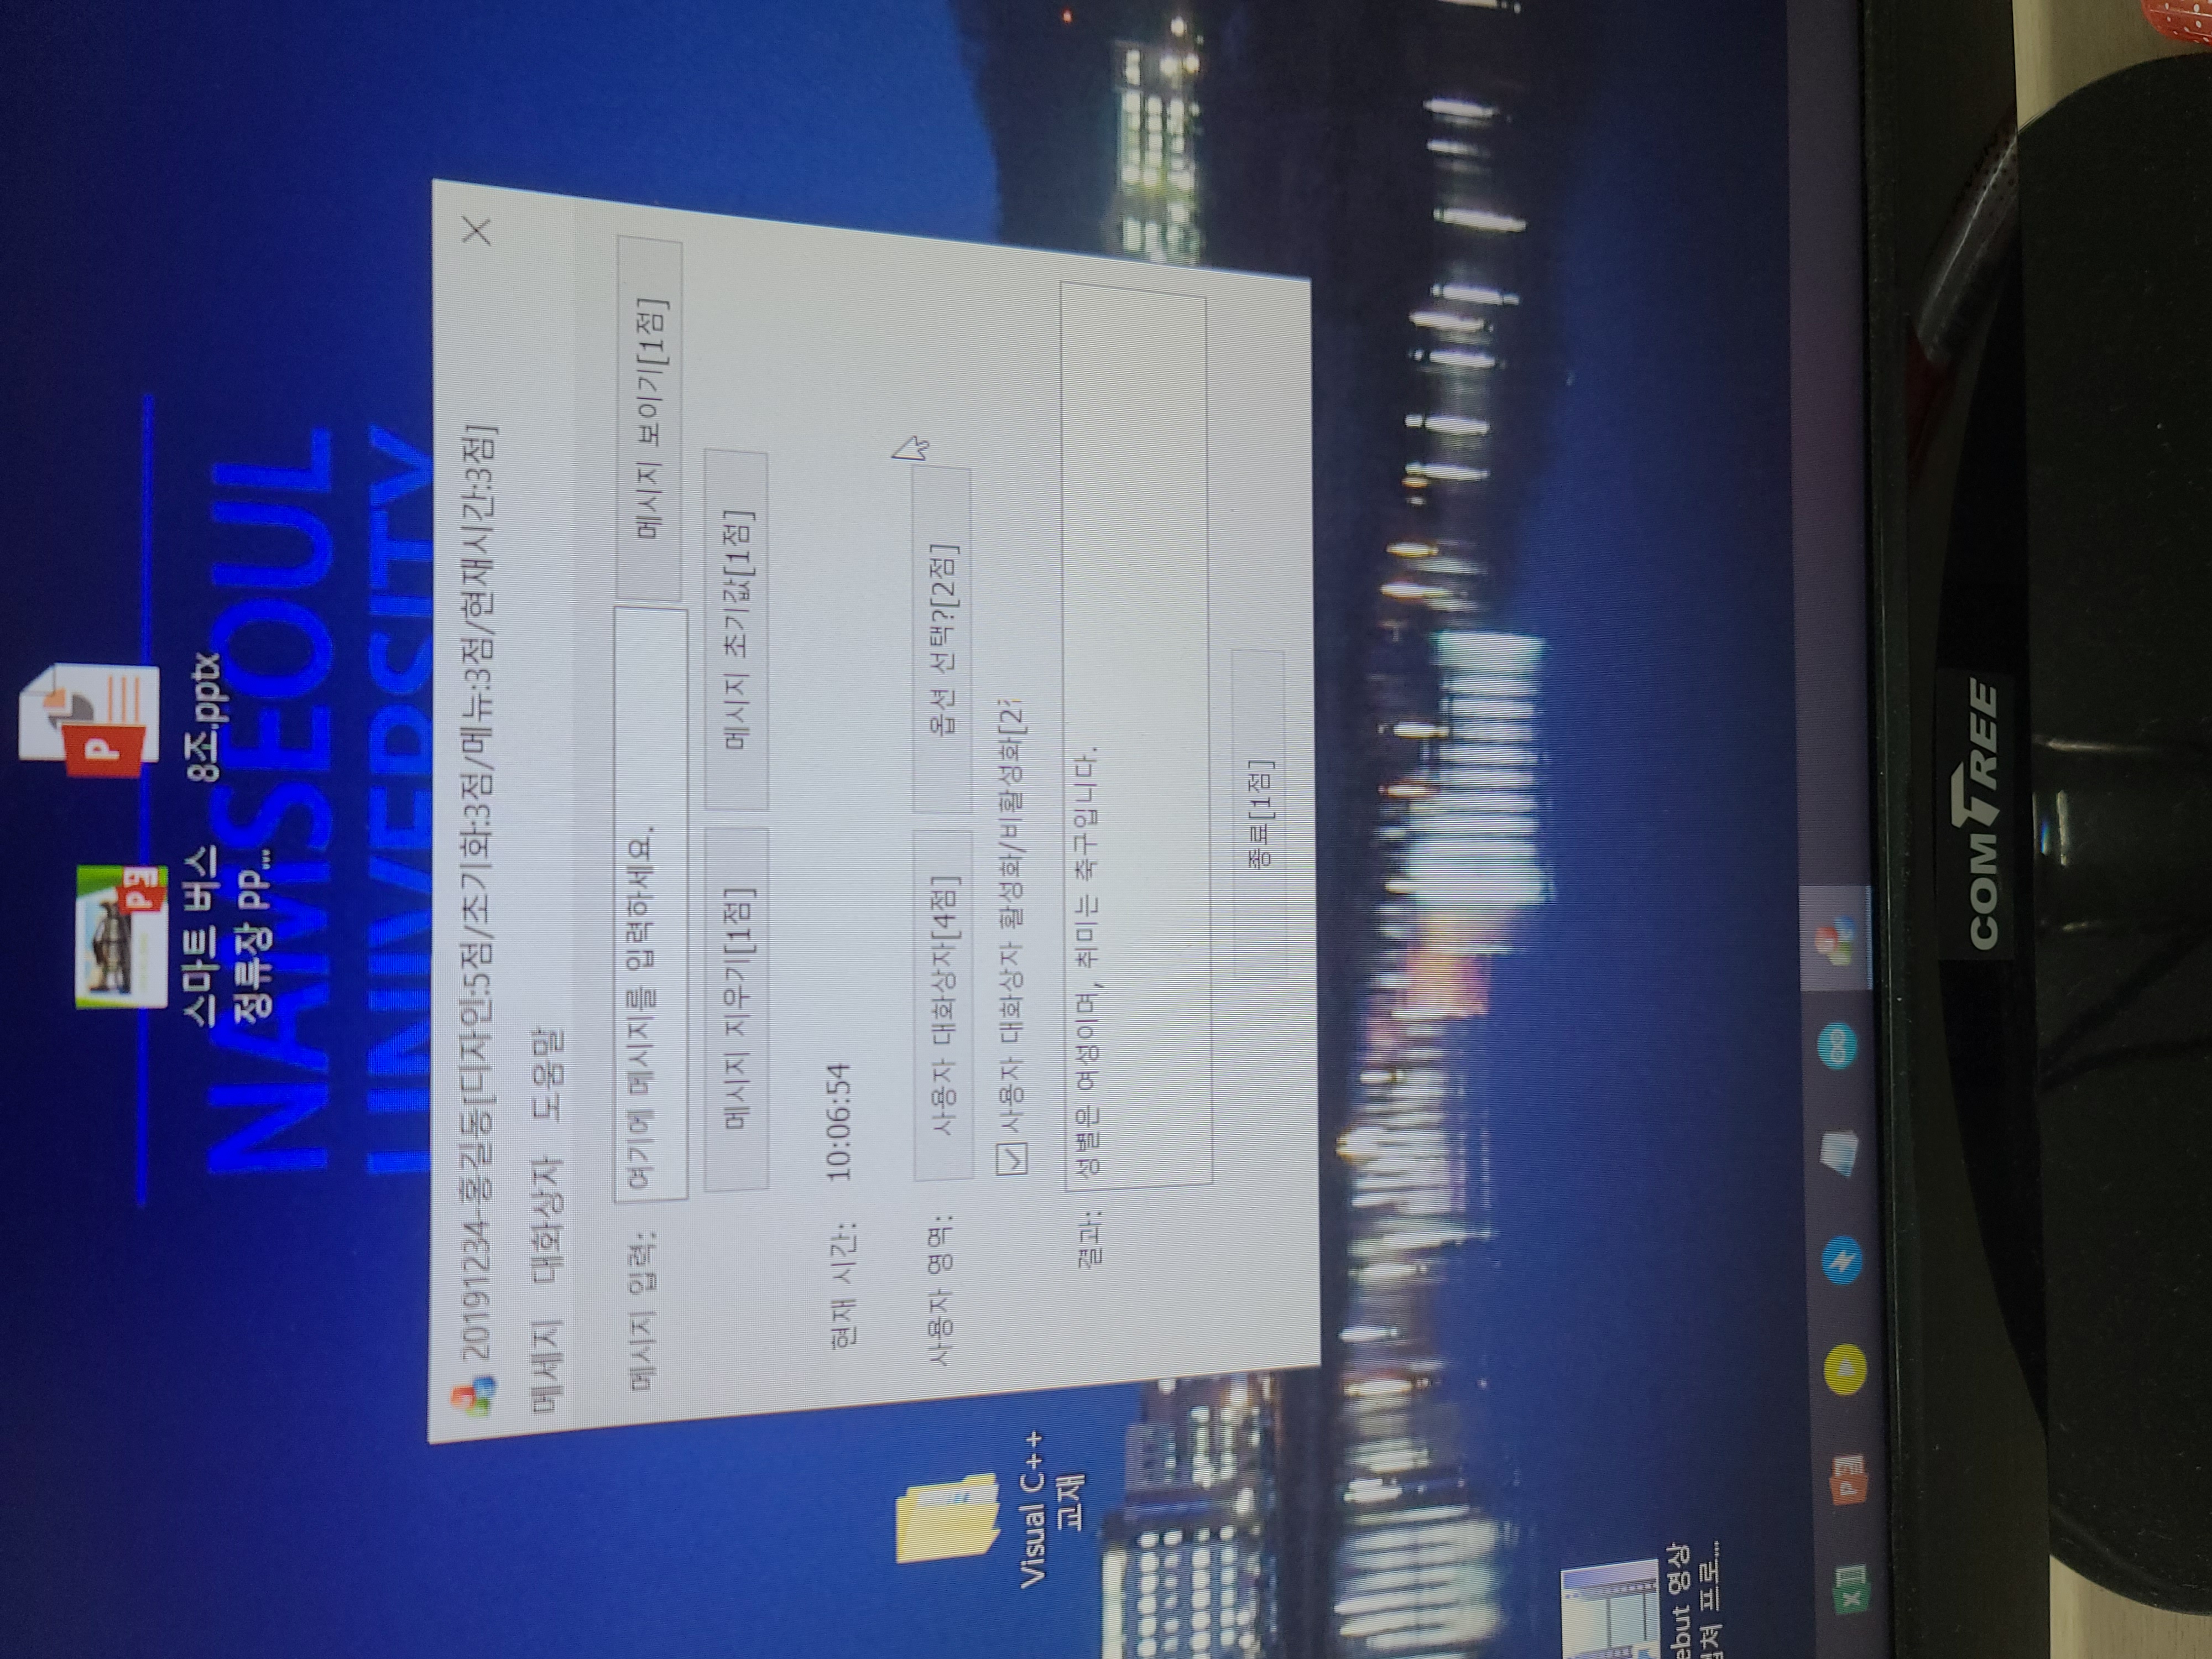 스마트 버스
정류장 PP...
8조.pptx
NAMSEOUL
UNIVERSITY
20191234-홍길동[디자인:5점/초기화:3점/메뉴:3점/현재시간:3점]
메세지 대화상자 도움말
메시지 입력: 여기에 메시지를 입력하세요. 메시지 보이기[1점]
메시지 지우기[1점] 메시지 초기값[1점]
현재 시간: 10:06:54
사용자 영역: 사용자 대화상자[4점] 옵션 선택?[2점]
사용자 대화상자 활성화/비활성화[2
Visual C++
교재
결과: 성별은 여성이며, 취미는 축구입니다.
종료[1점]
ebut 영상
캡쳐 프로...
COMTREE